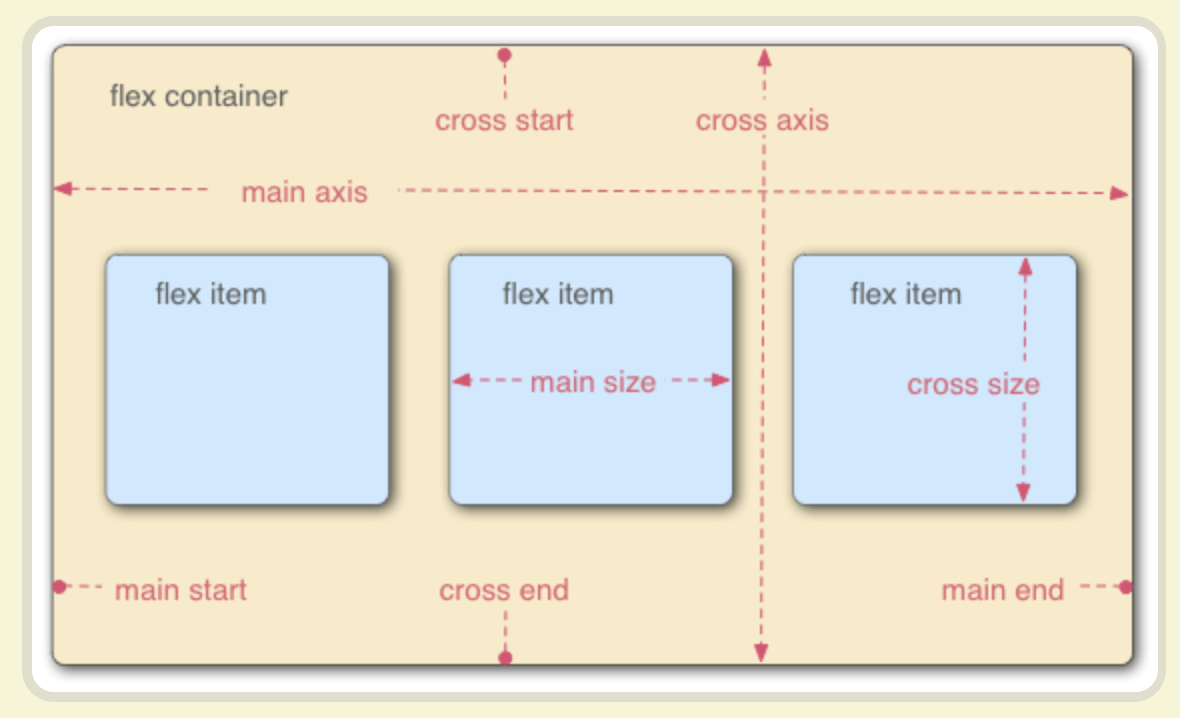 flex container
cross start
cross axis
main axis
flex item
flex item
flex item
main size
cross size
main start
cross end
main end